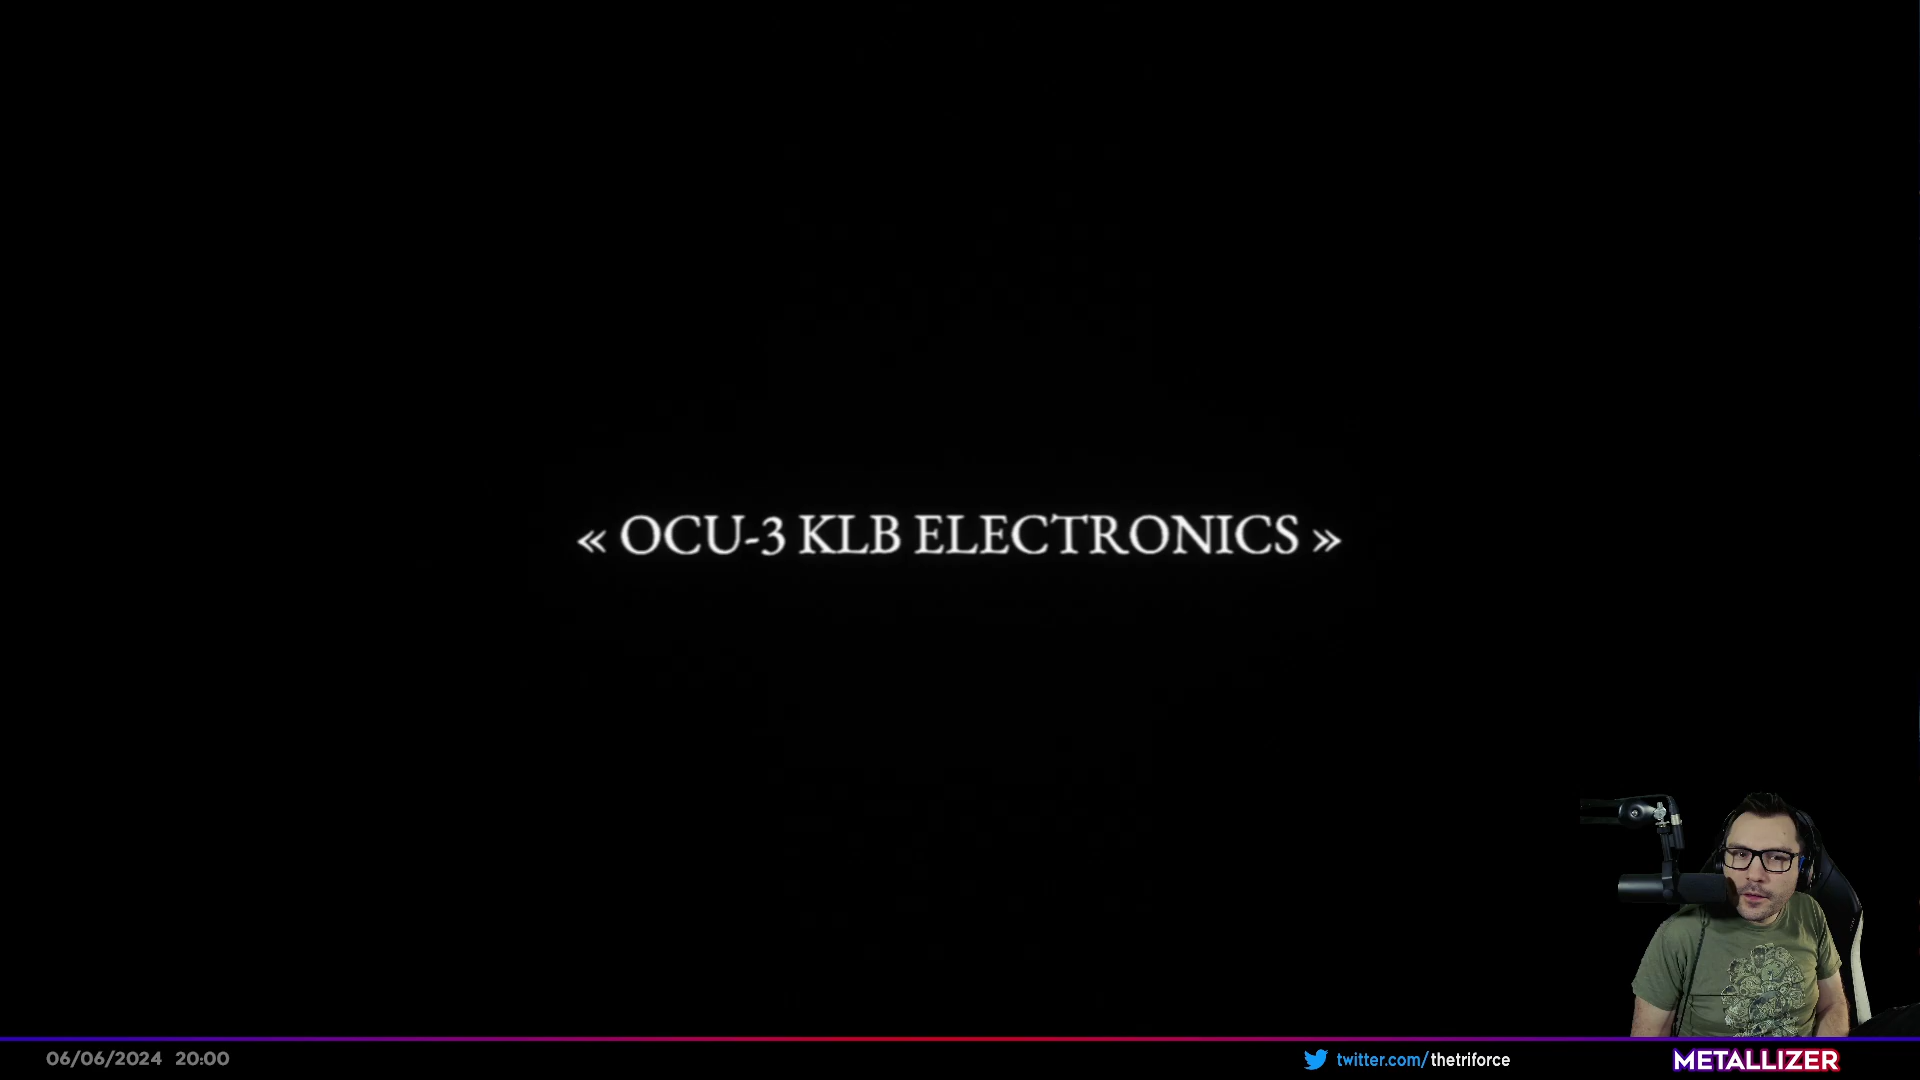 « OCU-3 KLB ELECTRONICS »
06/06/2024 20:00
twitter.com/thetriforce
METALLIZER